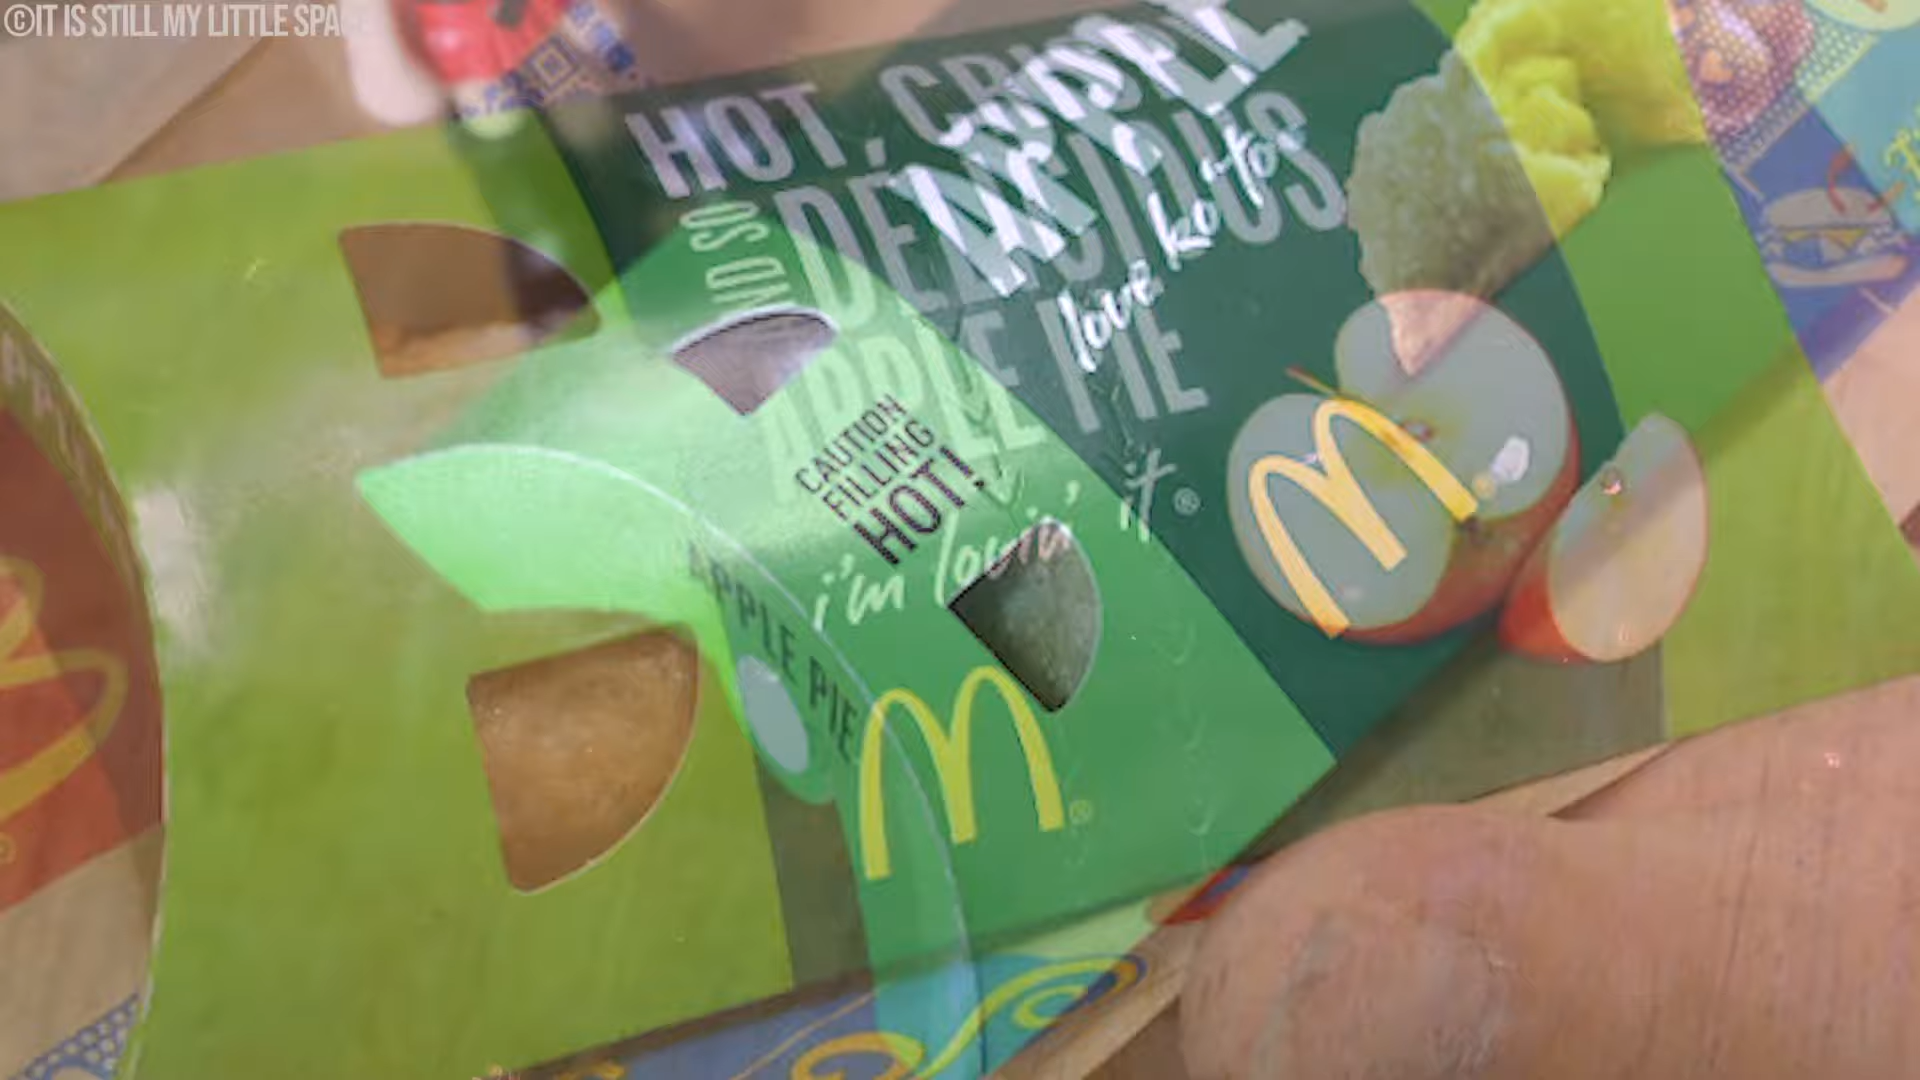 ©IT IS STILL MY LITTLE SPACE
HOT, CRISPY
AND SO DELICIOUS
APPLE PIE
love ko 'to
CAUTION
FILLING
HOT!
i'm lovin' it®
APPLE PIE